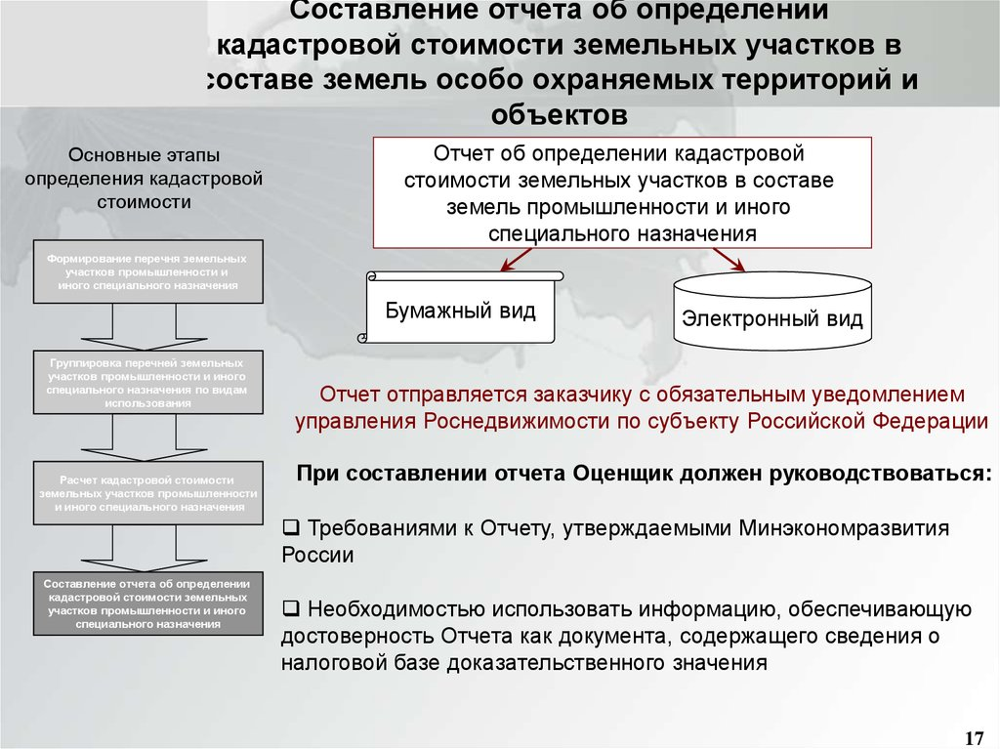 Составление отчета об определении
кадастровой стоимости земельных участков в
составе земель особо охраняемых территорий и
объектов
Основные этапы
определения кадастровой
стоимости
Формирование перечня земельных
участков промышленности и
иного специального назначения
Группировка перечней земельных
участков промышленности и иного
специального назначения по видам
использования
Расчет кадастровой стоимости
земельных участков промышленности
и иного специального назначения
Составление отчета об определении
кадастровой стоимости земельных
участков промышленности и иного
специального назначения
Отчет об определении кадастровой
стоимости земельных участков в составе
земель промышленности и иного
специального назначения
Бумажный вид
Электронный вид
Отчет отправляется заказчику с обязательным уведомлением
управления Роснедвижимости по субъекту Российской Федерации
При составлении отчета Оценщик должен руководствоваться:
❑ Требованиями к Отчету, утверждаемыми Минэкономразвития
России
❑ Необходимостью использовать информацию, обеспечивающую
достоверность Отчета как документа, содержащего сведения о
налоговой базе доказательственного значения
17